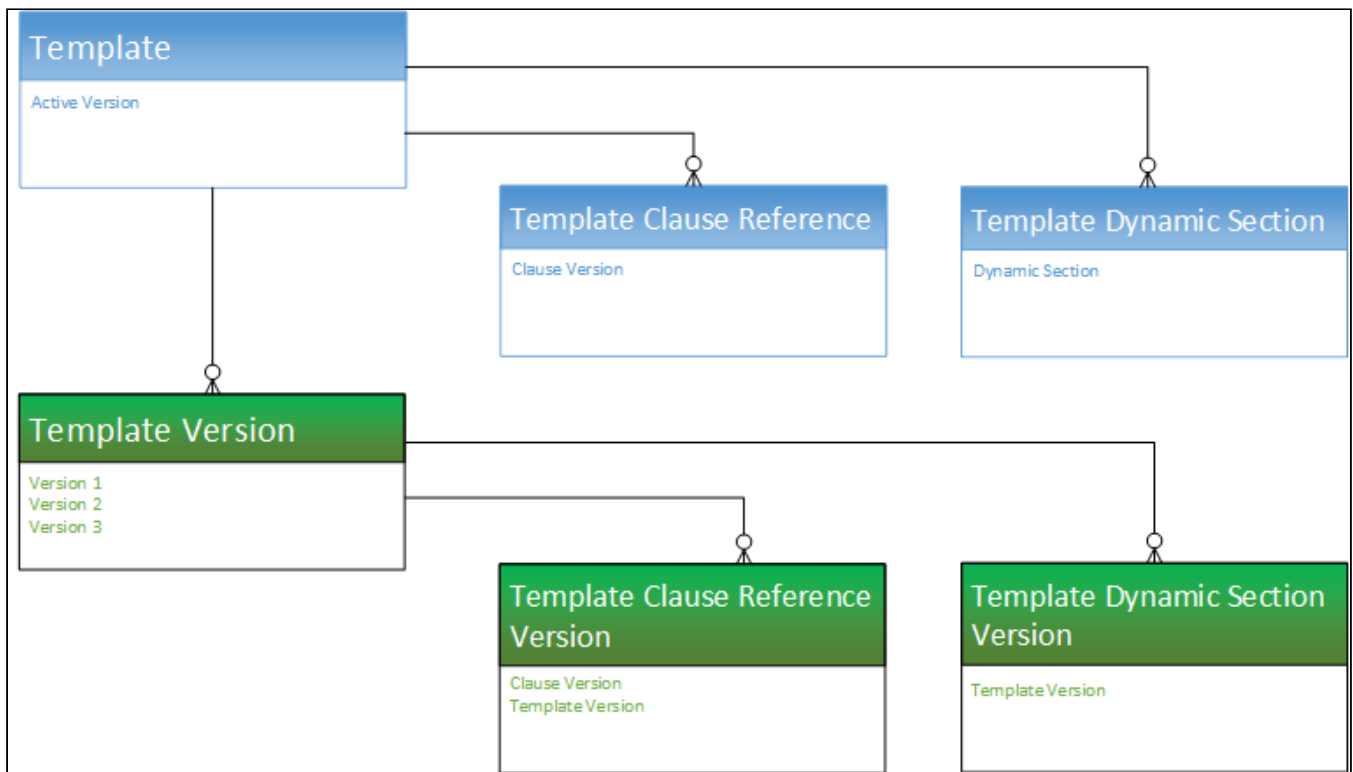 Template
Active Version
Template Clause Reference
Clause Version
Template Dynamic Section
Dynamic Section
Template Version
Version 1
Version 2
Version 3
Template Clause Reference
Version
Clause Version
Template Version
Template Dynamic Section
Version
Template Version